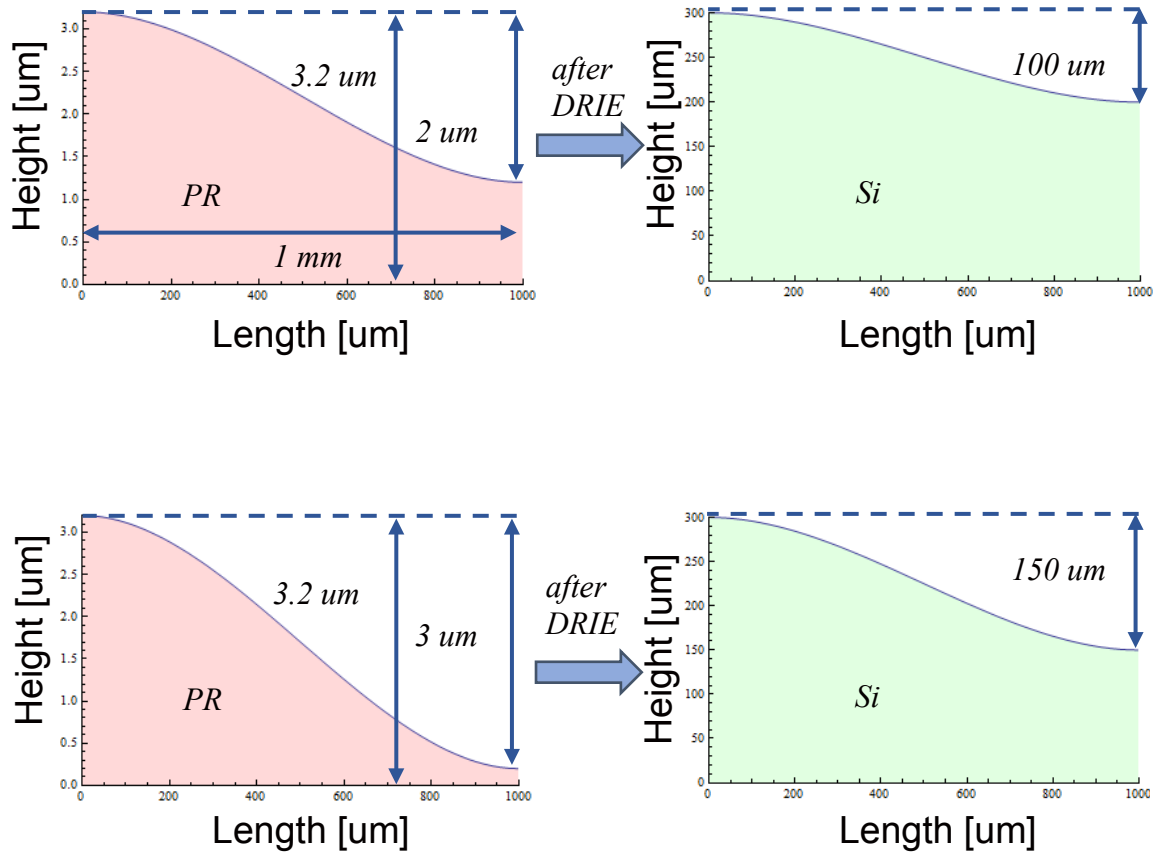 3.2 um
2 um
PR
1 mm
3.0
2.5
2.0
1.5
1.0
0.5
0.0
0 200 400 600 800 1000
Height [um]
Length [um]
after
DRIE
100 um
Si
300
250
200
150
100
50
0
0 200 400 600 800 1000
Height [um]
Length [um]
3.2 um
3 um
PR
3.0
2.5
2.0
1.5
1.0
0.5
0.0
0 200 400 600 800 1000
Height [um]
Length [um]
after
DRIE
150 um
Si
300
250
200
150
100
50
0
0 200 400 600 800 1000
Height [um]
Length [um]